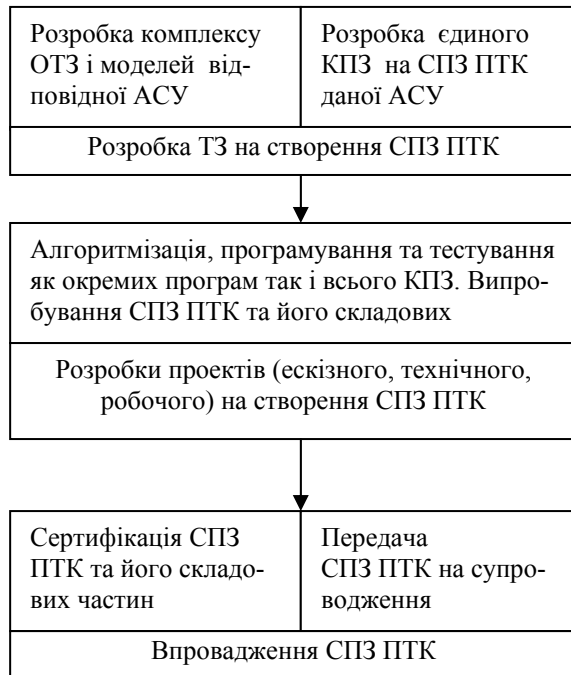 Розробка комплексу
ОТЗ і моделей від-
повідної АСУ
Розробка єдиного
КПЗ на СПЗ ПТК
даної АСУ
Розробка ТЗ на створення СПЗ ПТК
Алгоритмізація, програмування та тестування
як окремих програм так і всього КПЗ. Випро-
бування СПЗ ПТК та його складових
Розробки проектів (ескізного, технічного,
робочого) на створення СПЗ ПТК
Сертифікація СПЗ
ПТК та його складо-
вих частин
Передача
СПЗ ПТК на супро-
водження
Впровадження СПЗ ПТК